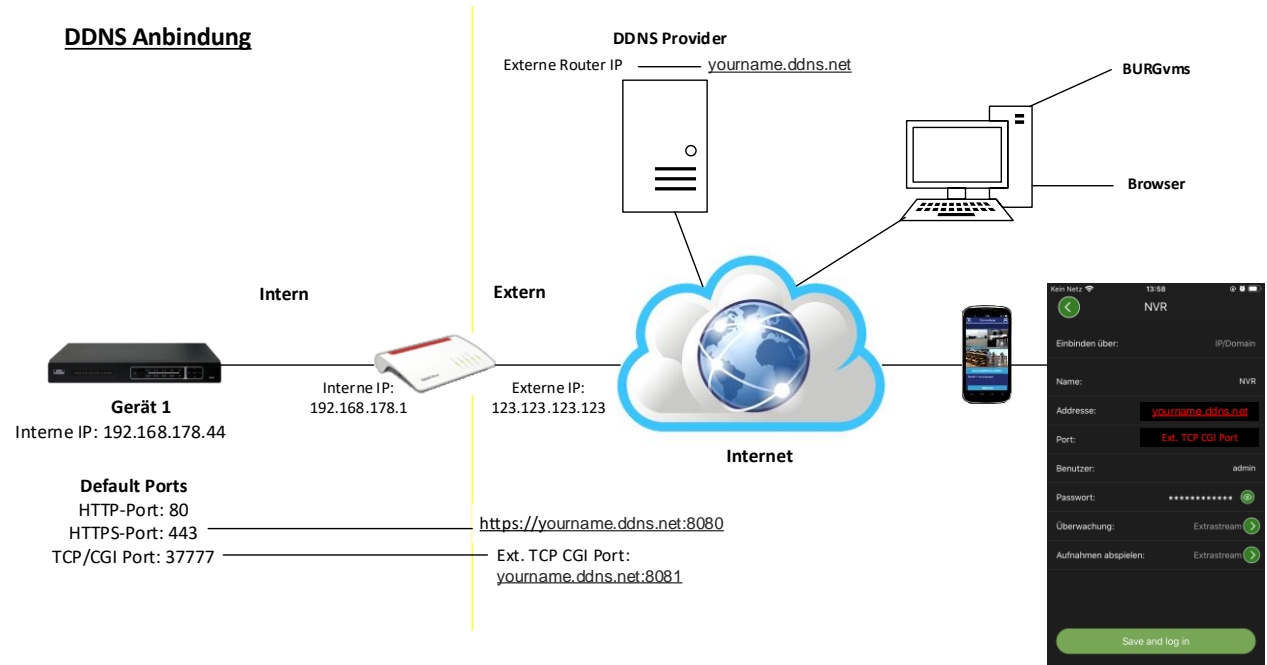 DDNS Anbindung
DDNS Provider
Externe Router IP
yourname.ddns.net
BURGvms
Browser
Intern
Extern
Interne IP:
192.168.178.1
Externe IP:
123.123.123.123
Gerät 1
Interne IP: 192.168.178.44
Internet
Default Ports
HTTP-Port: 80
HTTPS-Port: 443
TCP/CGI Port: 37777
https://yourname.ddns.net:8080
Ext. TCP CGI Port:
yourname.ddns.net:8081
Kein Netz 13:58
NVR
Einbinden über: IP/Domain
Name: NVR
Addresse: yourname.ddns.net
Port: Ext. TCP CGI Port
Benutzer: admin
Passwort: ************
Überwachung: Extrastream
Aufnahmen abspielen: Extrastream
Save and log in